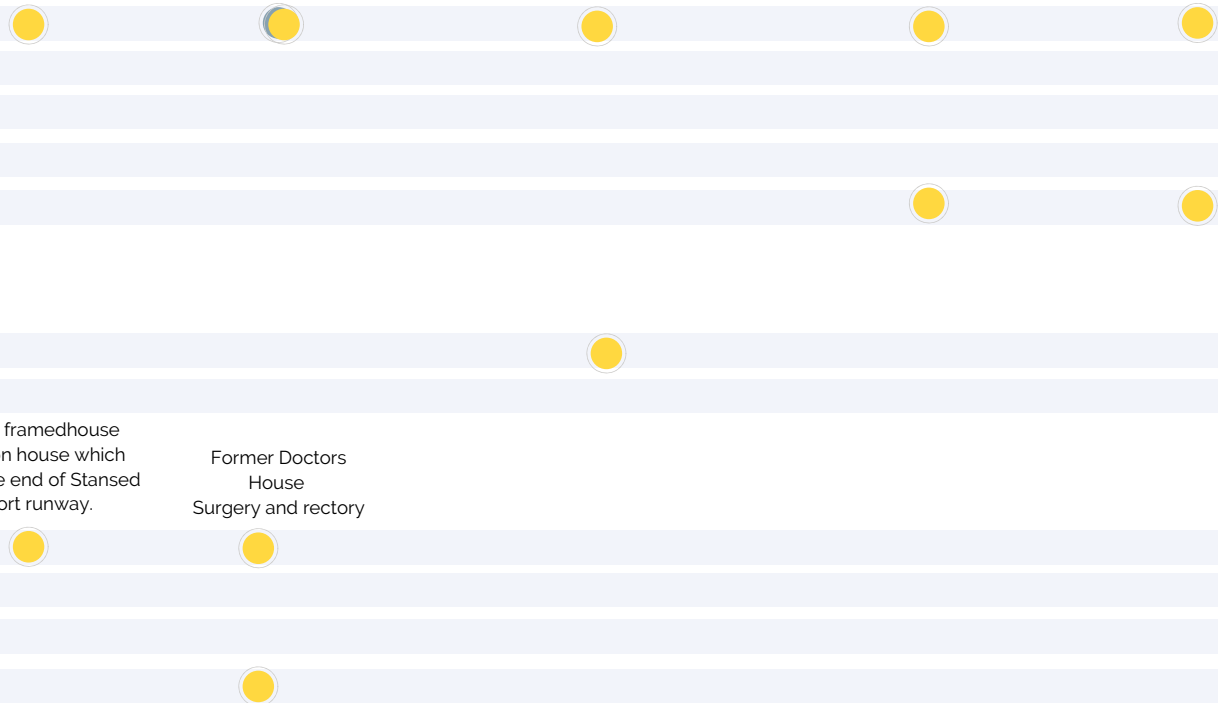 framedhouse
house which
end of Stansed
runway.
Former Doctors
House
Surgery and rectory